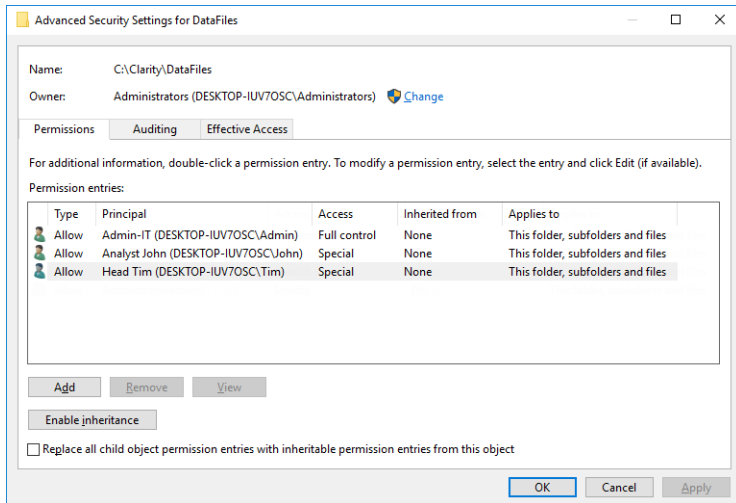 Advanced Security Settings for DataFiles
Name: C:\Clarity\DataFiles
Owner: Administrators (DESKTOP-IUV7OSC\Administrators) Change
Permissions Auditing Effective Access
For additional information, double-click a permission entry. To modify a permission entry, select the entry and click Edit (if available).
Permission entries:
Type Principal Access Inherited from Applies to
Allow Admin-IT (DESKTOP-IUV7OSC\Admin) Full control None This folder, subfolders and files
Allow Analyst John (DESKTOP-IUV7OSC\John) Special None This folder, subfolders and files
Allow Head Tim (DESKTOP-IUV7OSC\Tim) Special None This folder, subfolders and files
Add Remove View
Enable inheritance
Replace all child object permission entries with inheritable permission entries from this object
OK Cancel Apply